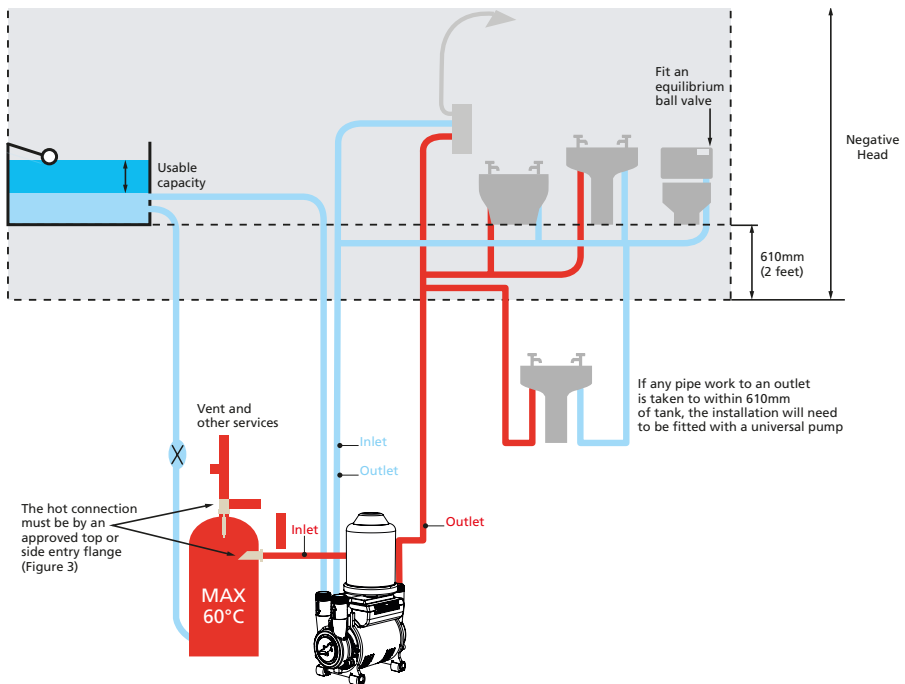 Fit an
equilibrium
ball valve
Negative
Head
Usable
capacity
610mm
(2 feet)
If any pipe work to an outlet
is taken to within 610mm
of tank, the installation will need
to be fitted with a universal pump
Vent and
other services
Inlet
Outlet
The hot connection
must be by an
approved top or
side entry flange
(Figure 3)
Inlet
Outlet
MAX
60°C